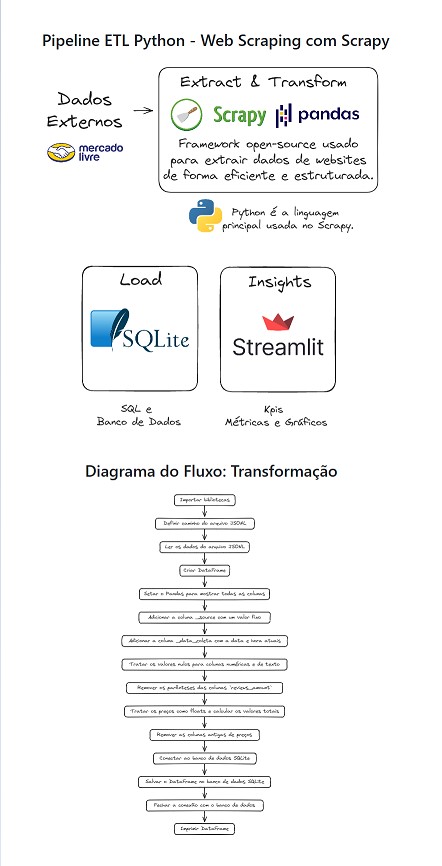 Pipeline ETL Python - Web Scraping com Scrapy
Dados
Externos
mercado
livre
Extract & Transform
Scrapy pandas
Framework open-source usado
para extrair dados de websites
de forma eficiente e estruturada.
Python é a linguagem
principal usada no Scrapy.
Load
SQLite
SQL e
Banco de Dados
Insights
Streamlit
Kpis
Métricas e Gráficos
Diagrama do Fluxo: Transformação
Importar bibliotecas
Definir caminho do arquivo JSONL
Ler os dados do arquivo JSONL
Criar DataFrame
Setar o Pandas para mostrar todas as colunas
Adicionar a coluna _source com um valor fixo
Adicionar a coluna _data_coleta com a data e hora atuais
Tratar os valores nulos para colunas numéricas e de texto
Remover os parênteses das colunas 'reviews_amount'
Tratar os preços como floats e calcular os valores totais
Remover as colunas antigas de preços
Conectar ao banco de dados SQLite
Salvar o DataFrame no banco de dados SQLite
Fechar a conexão com o banco de dados
Imprimir DataFrame